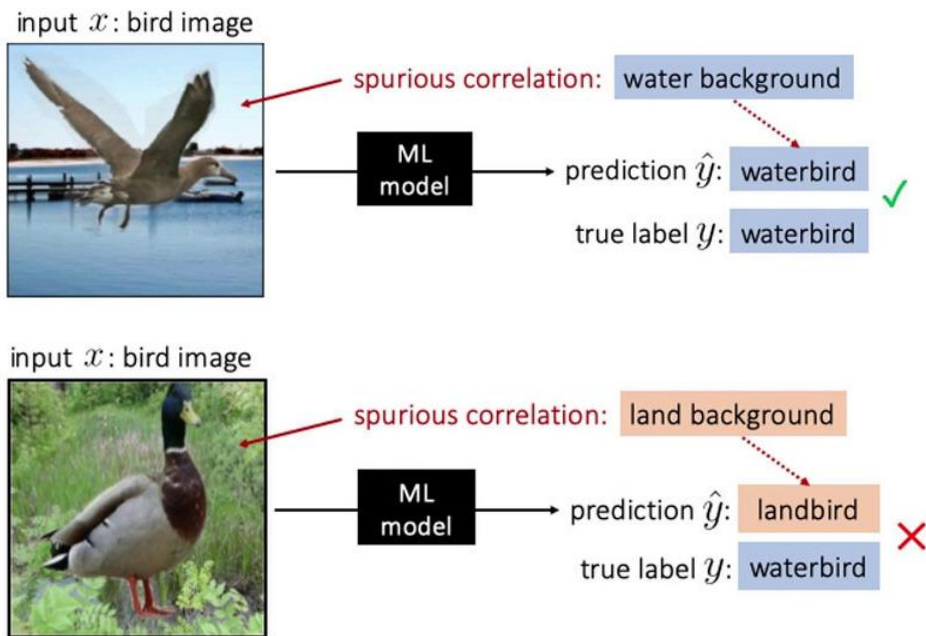 input x: bird image
spurious correlation: water background
ML
model
prediction ŷ: waterbird
✓
true label y: waterbird
input x: bird image
spurious correlation: land background
ML
model
prediction ŷ: landbird
✕
true label y: waterbird